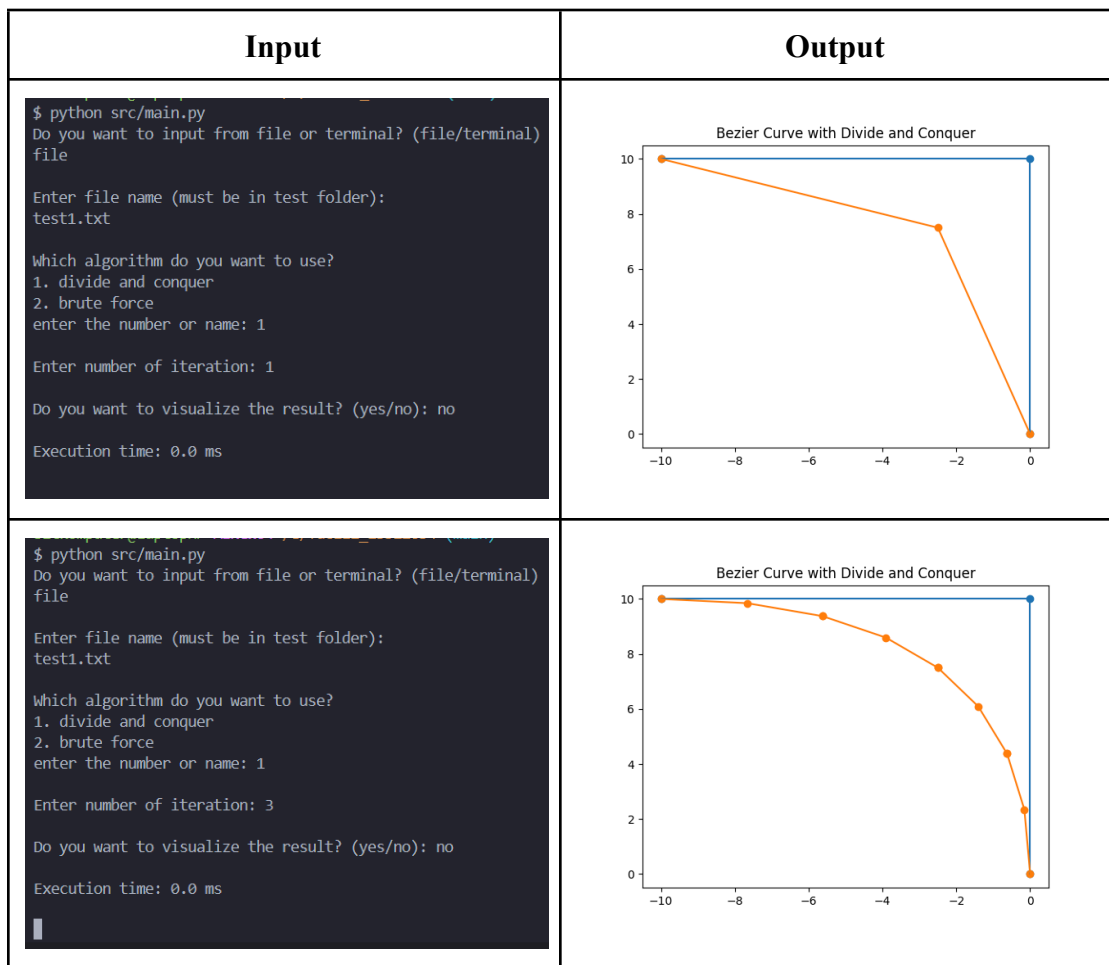 Input
Output
$ python src/main.py
Do you want to input from file or terminal? (file/terminal)
file
Enter file name (must be in test folder):
test1.txt
Which algorithm do you want to use?
1. divide and conquer
2. brute force
enter the number or name: 1
Enter number of iteration: 1
Do you want to visualize the result? (yes/no): no
Execution time: 0.0 ms
Bezier Curve with Divide and Conquer
10
8
6
4
2
0
−10 −8 −6 −4 −2 0
$ python src/main.py
Do you want to input from file or terminal? (file/terminal)
file
Enter file name (must be in test folder):
test1.txt
Which algorithm do you want to use?
1. divide and conquer
2. brute force
enter the number or name: 1
Enter number of iteration: 3
Do you want to visualize the result? (yes/no): no
Execution time: 0.0 ms
Bezier Curve with Divide and Conquer
10
8
6
4
2
0
−10 −8 −6 −4 −2 0